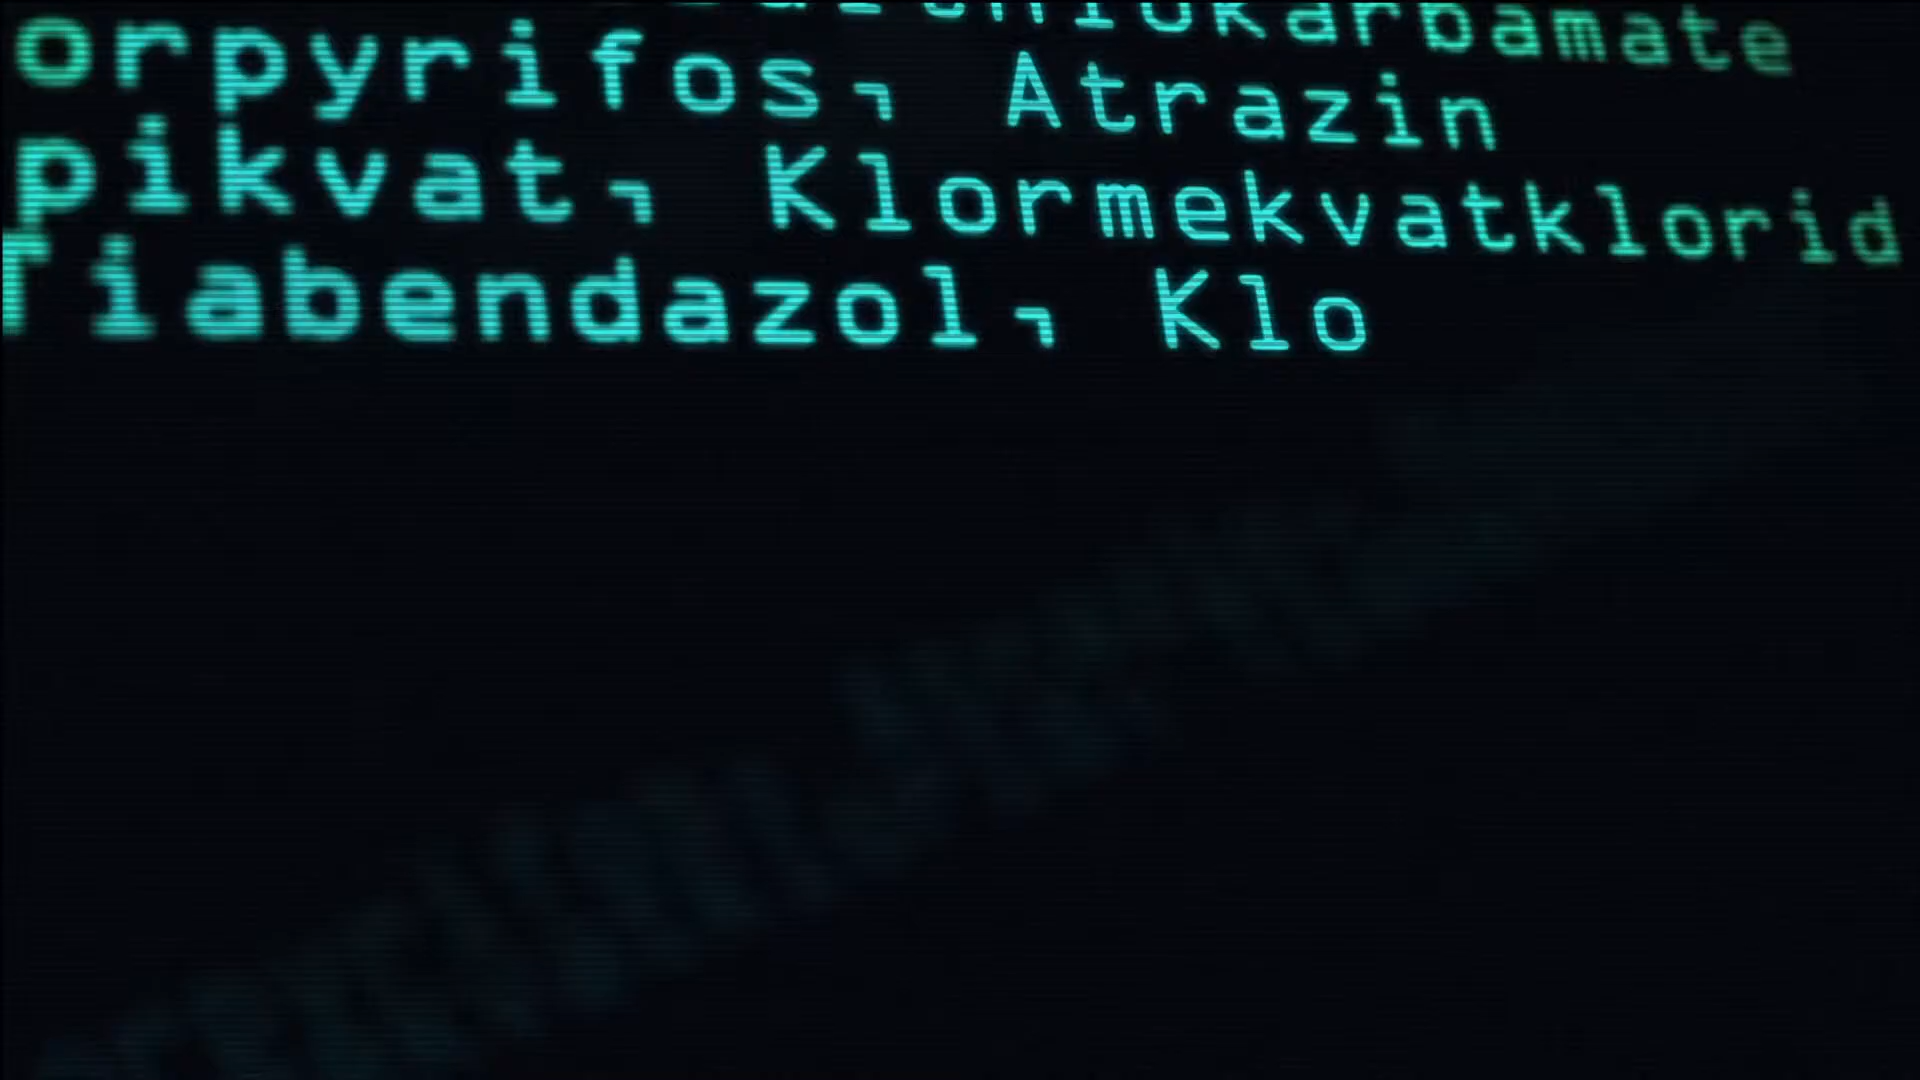 orpyrifos, Atrazin
pikvat, Klormekvatklorid
Tiabendazol, Klo